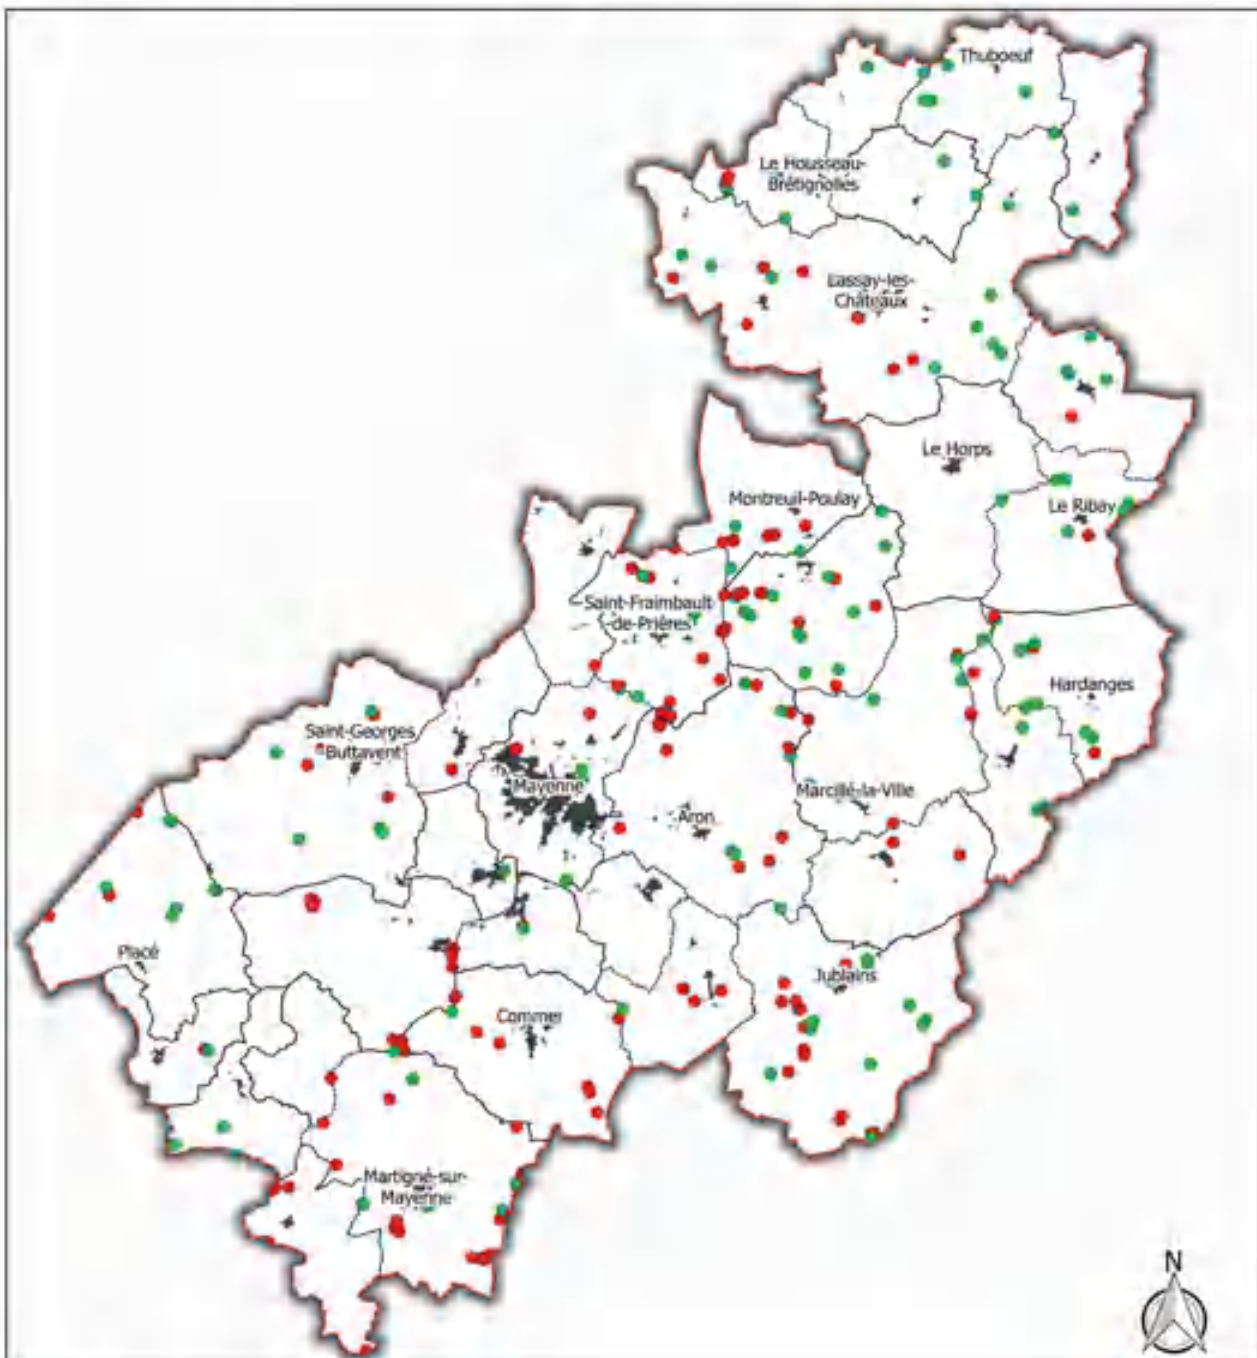 Thuboeuf
Le Housseau-
Brétignolles
Lassay-les-
Châteaux
Le Horps
Montreuil-Poulay
Le Ribay
Saint-Fraimbault
-de-Prières
Hardanges
Saint-Georges
Buttavent
Mayenne
Marcillé-la-Ville
Aron
Placé
Jublains
Commer
Martigné-sur-
Mayenne
N